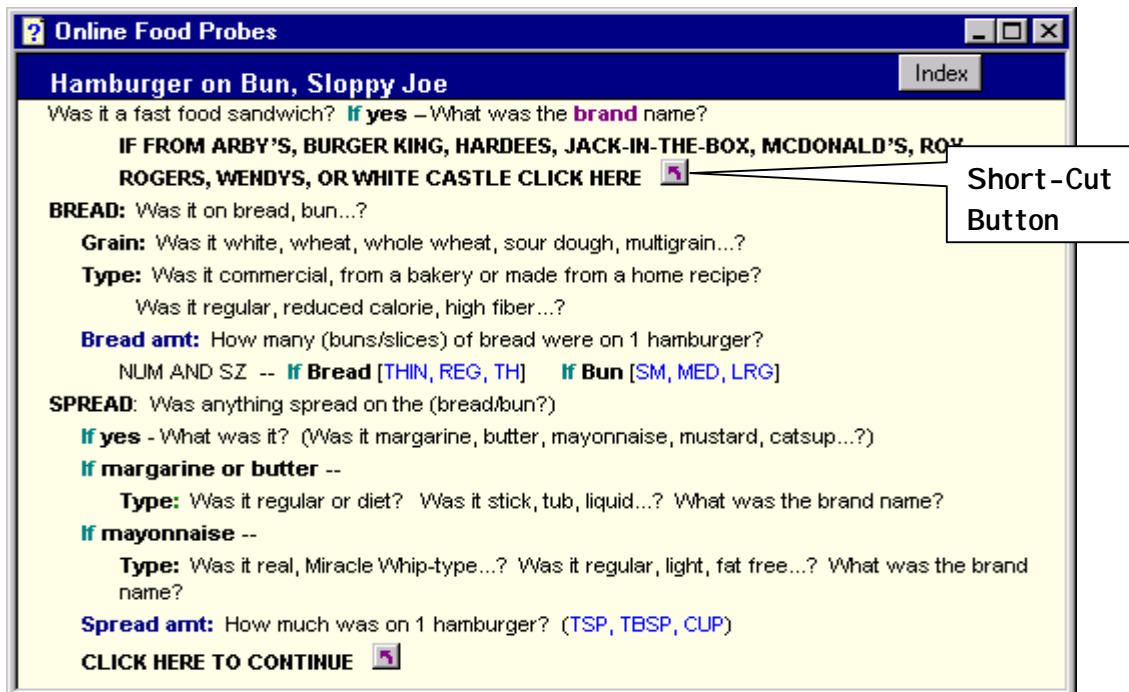 Online Food Probes
Hamburger on Bun, Sloppy Joe
Index
Was it a fast food sandwich? If yes – What was the brand name?
IF FROM ARBY'S, BURGER KING, HARDEES, JACK-IN-THE-BOX, MCDONALD'S, ROY
ROGERS, WENDYS, OR WHITE CASTLE CLICK HERE
Short-Cut
Button
BREAD: Was it on bread, bun...?
Grain: Was it white, wheat, whole wheat, sour dough, multigrain...?
Type: Was it commercial, from a bakery or made from a home recipe?
Was it regular, reduced calorie, high fiber...?
Bread amt: How many (buns/slices) of bread were on 1 hamburger?
NUM AND SZ -- If Bread [THIN, REG, TH] If Bun [SM, MED, LRG]
SPREAD: Was anything spread on the (bread/bun?)
If yes - What was it? (Was it margarine, butter, mayonnaise, mustard, catsup...?)
If margarine or butter --
Type: Was it regular or diet? Was it stick, tub, liquid...? What was the brand name?
If mayonnaise --
Type: Was it real, Miracle Whip-type...? Was it regular, light, fat free...? What was the brand
name?
Spread amt: How much was on 1 hamburger? (TSP, TBSP, CUP)
CLICK HERE TO CONTINUE